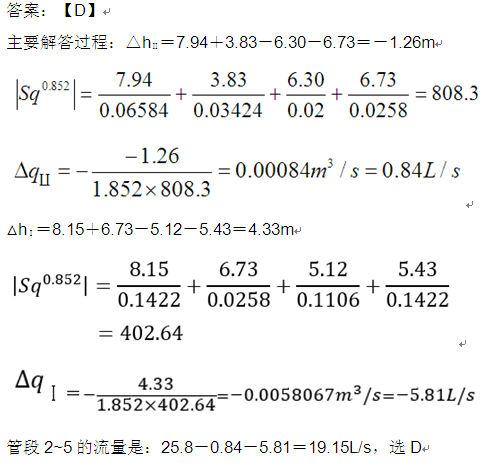 答案：【D】
主要解答过程：△hⅡ＝7.94＋3.83－6.30－6.73＝－1.26m
|Sq^0.852| = 7.94/0.06584 + 3.83/0.03424 + 6.30/0.02 + 6.73/0.0258 = 808.3
Δq_II = − −1.26/1.852×808.3 = 0.00084m³/s = 0.84L/s
△hⅠ＝8.15＋6.73－5.12－5.43＝4.33m
|Sq^0.852| = 8.15/0.1422 + 6.73/0.0258 + 5.12/0.1106 + 5.43/0.1422
= 402.64
Δq_Ⅰ =− 4.33/1.852×402.64 =−0.0058067m³/s=−5.81L/s
管段2~5的流量是：25.8－0.84－5.81＝19.15L/s，选D